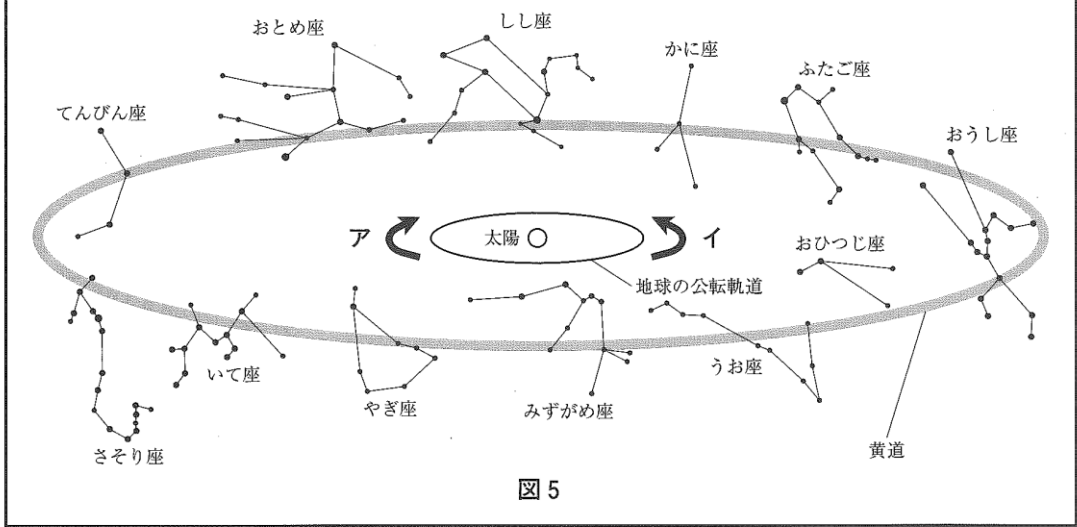 しし座
おとめ座
かに座
ふたご座
てんびん座
おうし座
ア
太陽
イ
おひつじ座
地球の公転軌道
いて座
うお座
やぎ座
みずがめ座
さそり座
黄道
図5